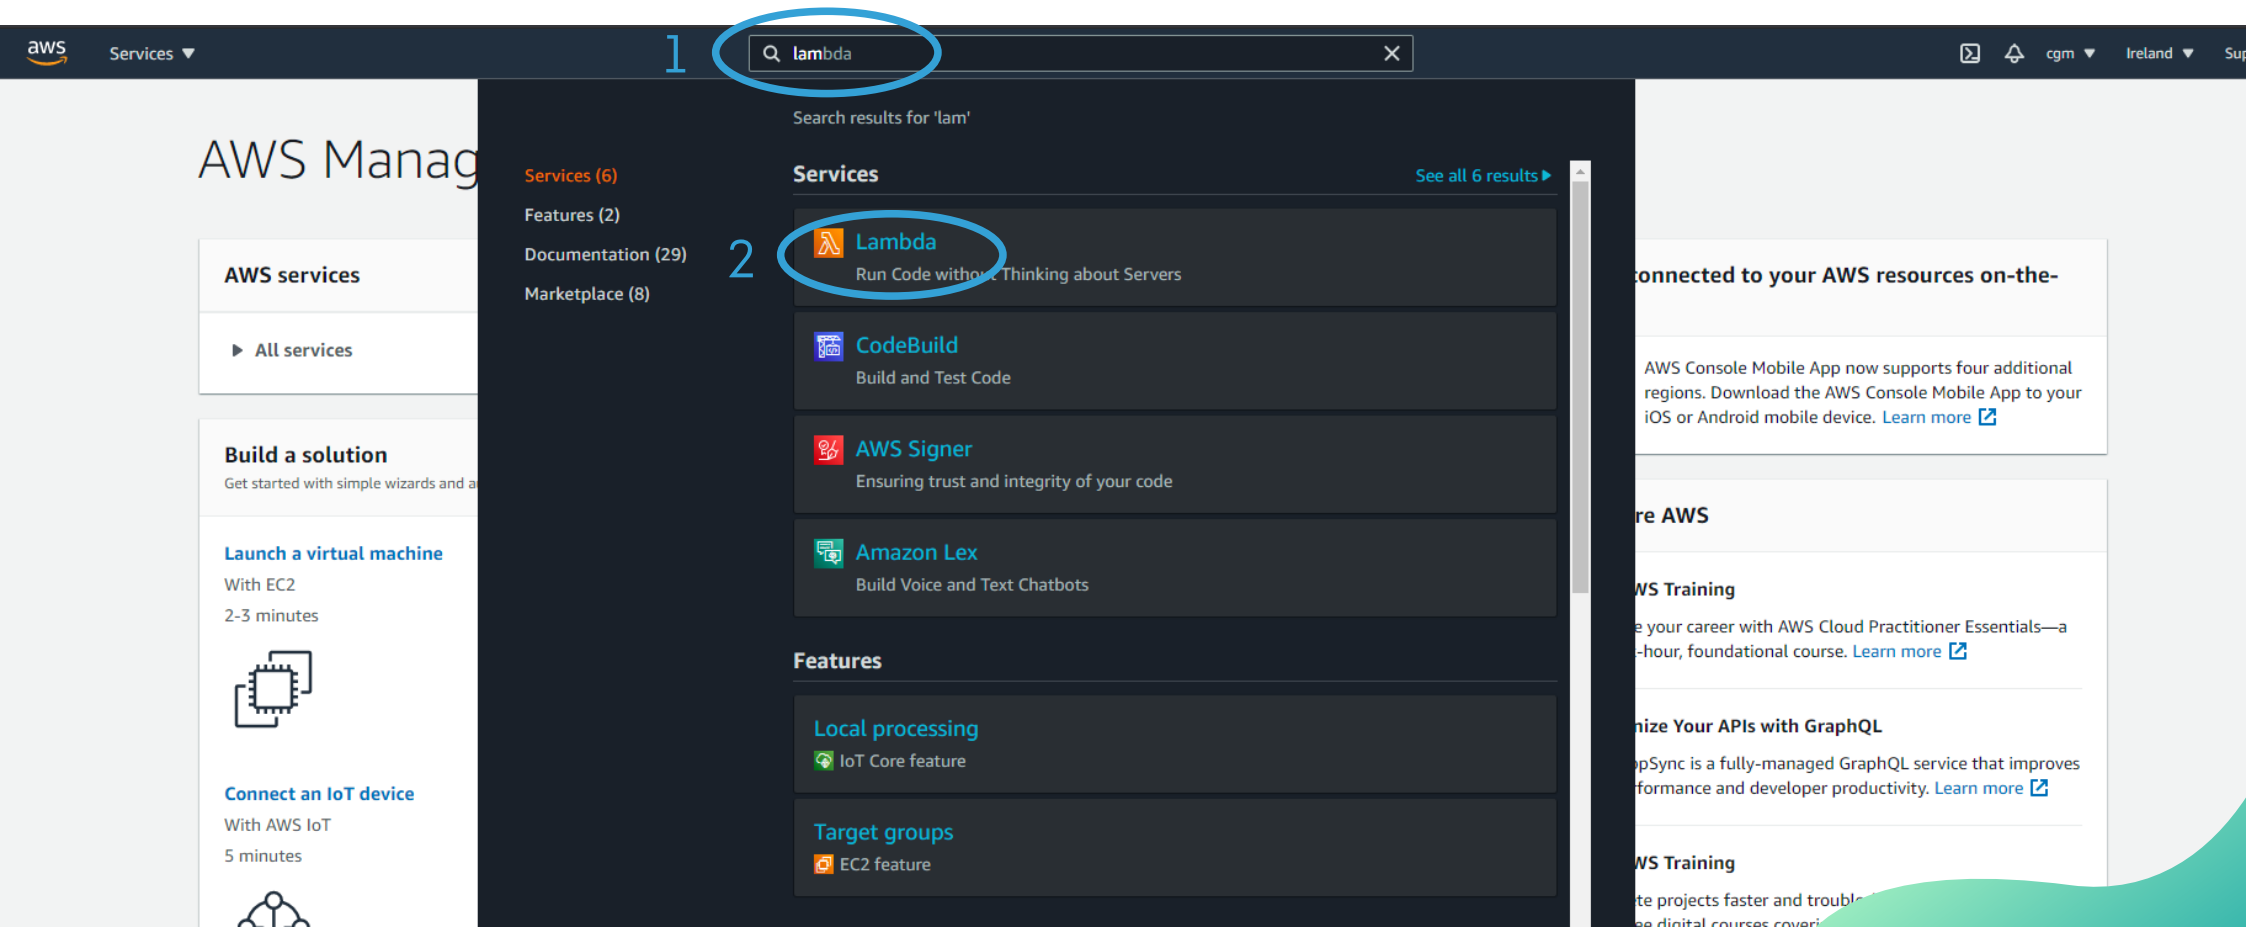 aws
Services
1
lambda
cgm
Ireland
Search results for 'lam'
AWS Manag
Services (6)
Features (2)
Documentation (29)
Marketplace (8)
Services
See all 6 results
2
Lambda
Run Code without Thinking about Servers
CodeBuild
Build and Test Code
AWS Signer
Ensuring trust and integrity of your code
Amazon Lex
Build Voice and Text Chatbots
Features
Local processing
IoT Core feature
Target groups
EC2 feature
AWS services
All services
Build a solution
Get started with simple wizards and
Launch a virtual machine
With EC2
2-3 minutes
Connect an IoT device
With AWS IoT
5 minutes
onnected to your AWS resources on-the-
AWS Console Mobile App now supports four additional
regions. Download the AWS Console Mobile App to your
iOS or Android mobile device. Learn more
re AWS
WS Training
e your career with AWS Cloud Practitioner Essentials—a
-hour, foundational course. Learn more
nize Your APIs with GraphQL
pSync is a fully-managed GraphQL service that improves
formance and developer productivity. Learn more
WS Training
te projects faster and
ee digital courses